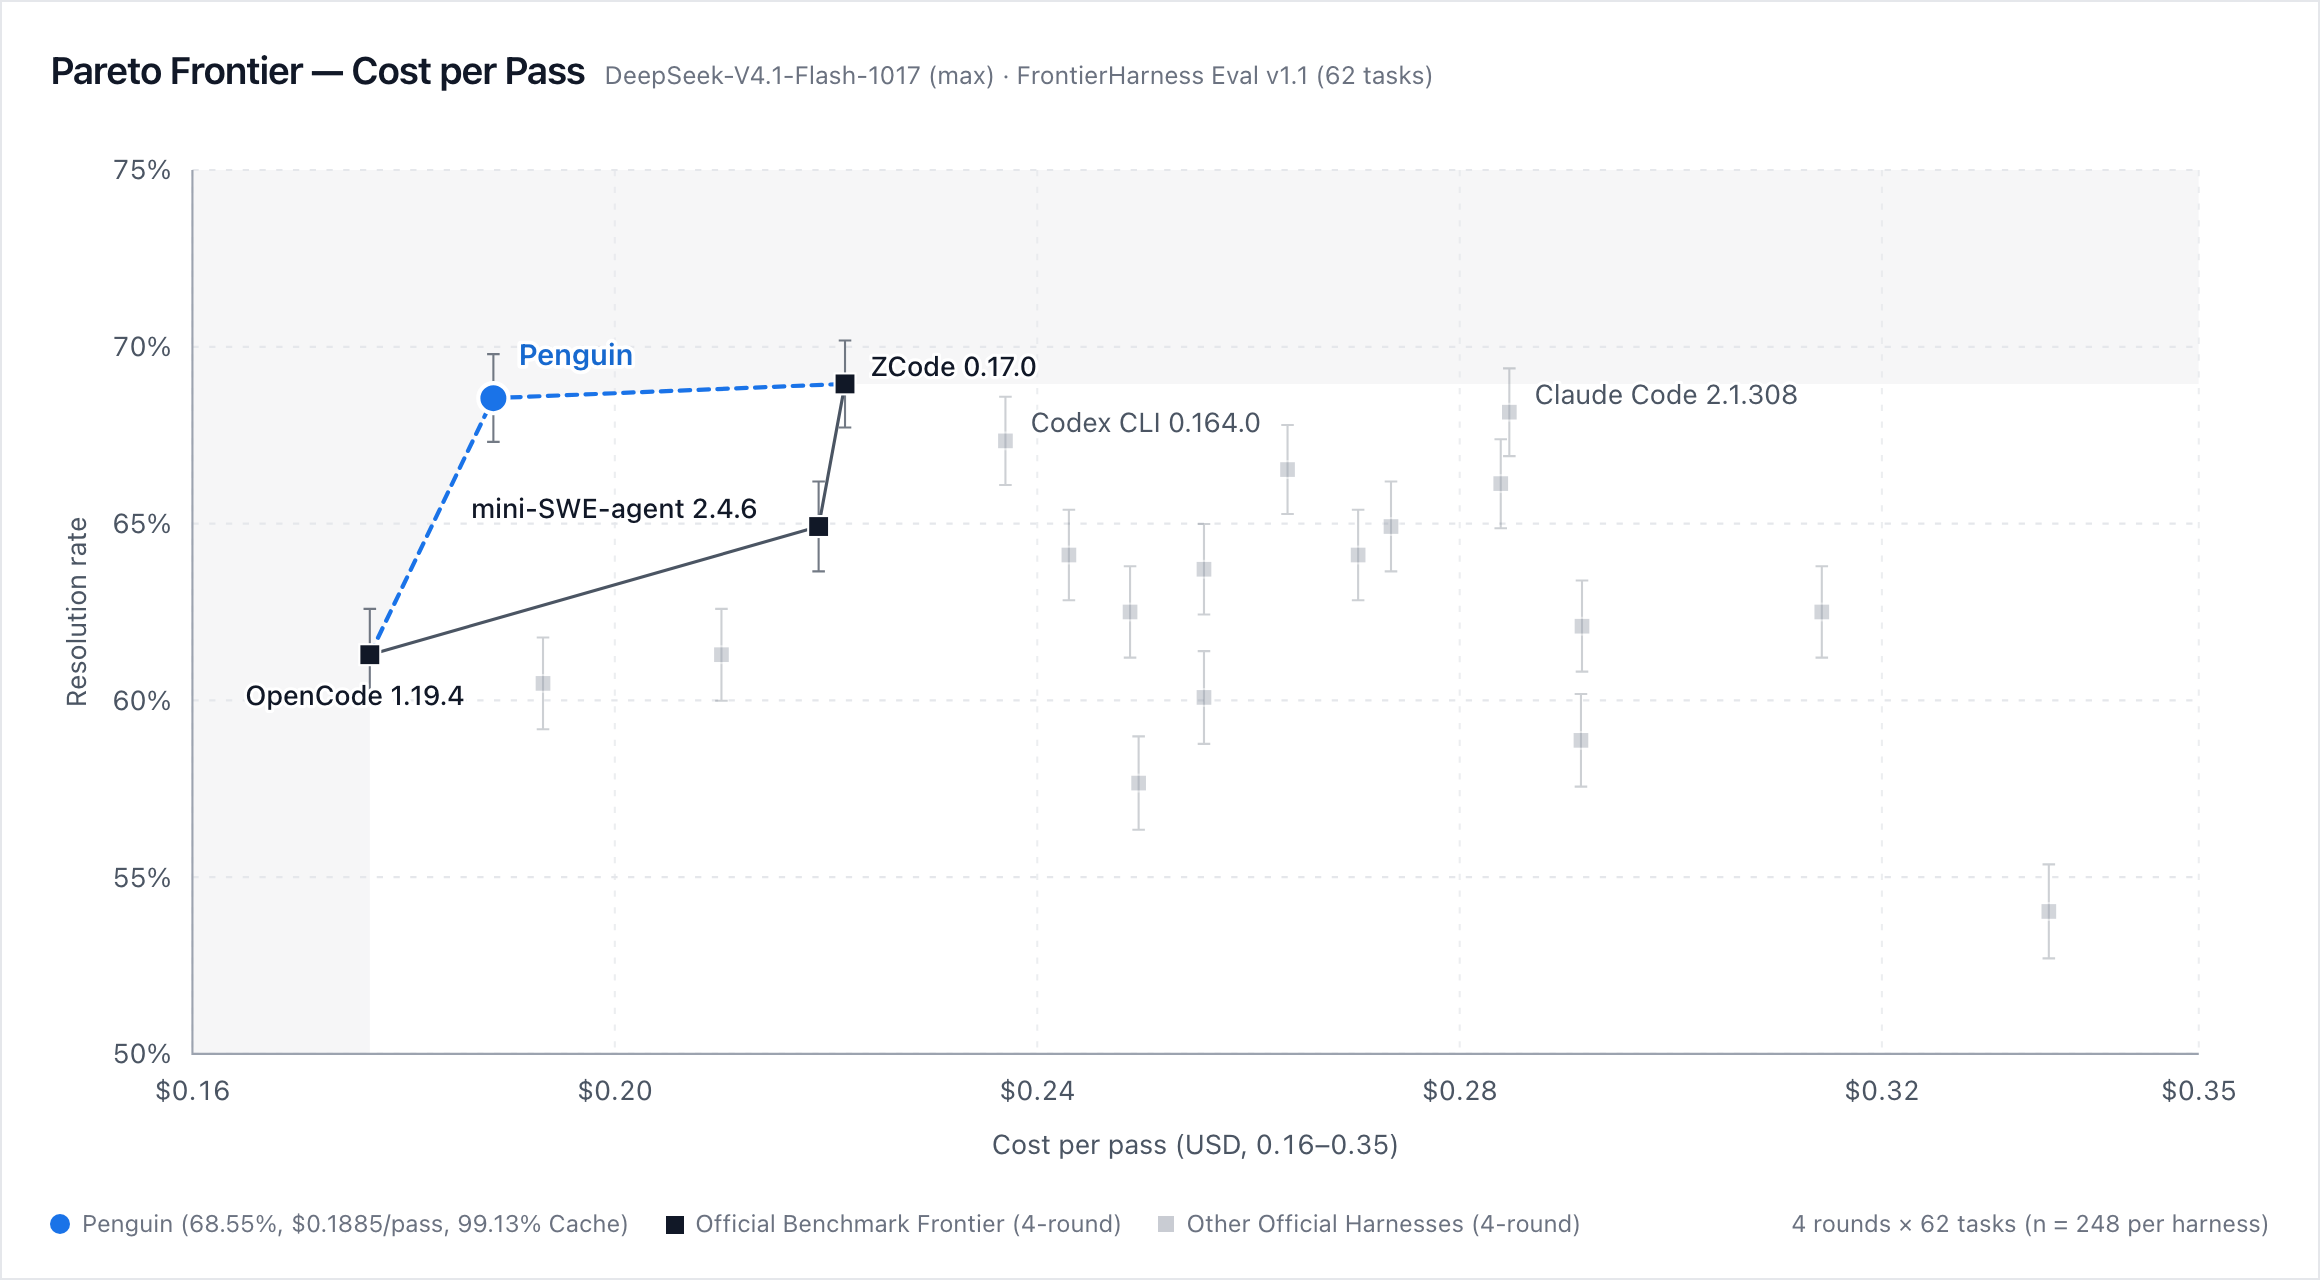 Pareto Frontier — Cost per Pass DeepSeek-V4.1-Flash-1017 (max) · FrontierHarness Eval v1.1 (62 tasks)
75%
70%
65%
60%
55%
50%
Resolution rate
Penguin
ZCode 0.17.0
Claude Code 2.1.308
Codex CLI 0.164.0
mini-SWE-agent 2.4.6
OpenCode 1.19.4
$0.16 $0.20 $0.24 $0.28 $0.32 $0.35
Cost per pass (USD, 0.16–0.35)
Penguin (68.55%, $0.1885/pass, 99.13% Cache) Official Benchmark Frontier (4-round) Other Official Harnesses (4-round) 4 rounds × 62 tasks (n = 248 per harness)